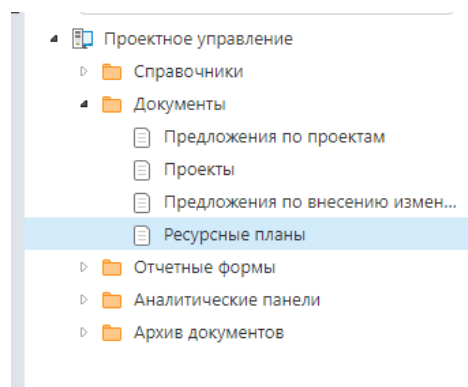 Проектное управление
Справочники
Документы
Предложения по проектам
Проекты
Предложения по внесению измен...
Ресурсные планы
Отчетные формы
Аналитические панели
Архив документов